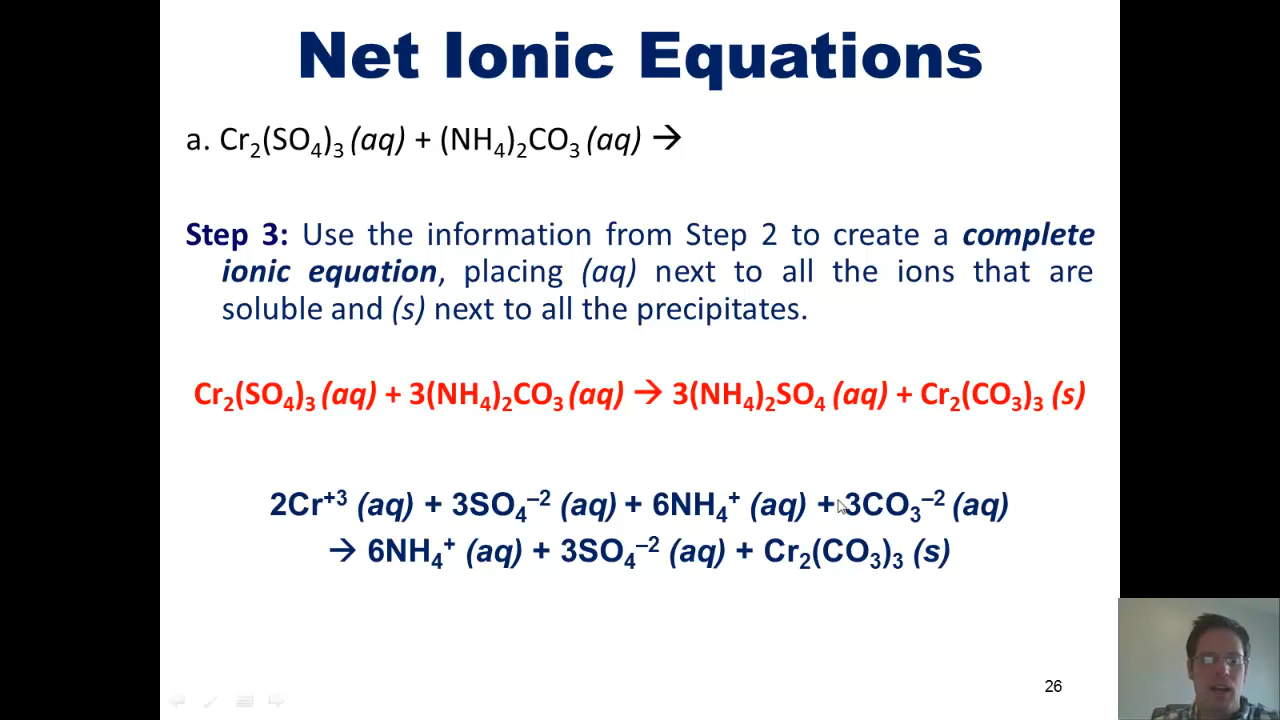 Net Ionic Equations
a. Cr₂(SO₄)₃ (aq) + (NH₄)₂CO₃ (aq) →
Step 3: Use the information from Step 2 to create a complete
ionic equation, placing (aq) next to all the ions that are
soluble and (s) next to all the precipitates.
Cr₂(SO₄)₃ (aq) + 3(NH₄)₂CO₃ (aq) → 3(NH₄)₂SO₄ (aq) + Cr₂(CO₃)₃ (s)
2Cr⁺³ (aq) + 3SO₄⁻² (aq) + 6NH₄⁺ (aq) + 3CO₃⁻² (aq)
→ 6NH₄⁺ (aq) + 3SO₄⁻² (aq) + Cr₂(CO₃)₃ (s)
26